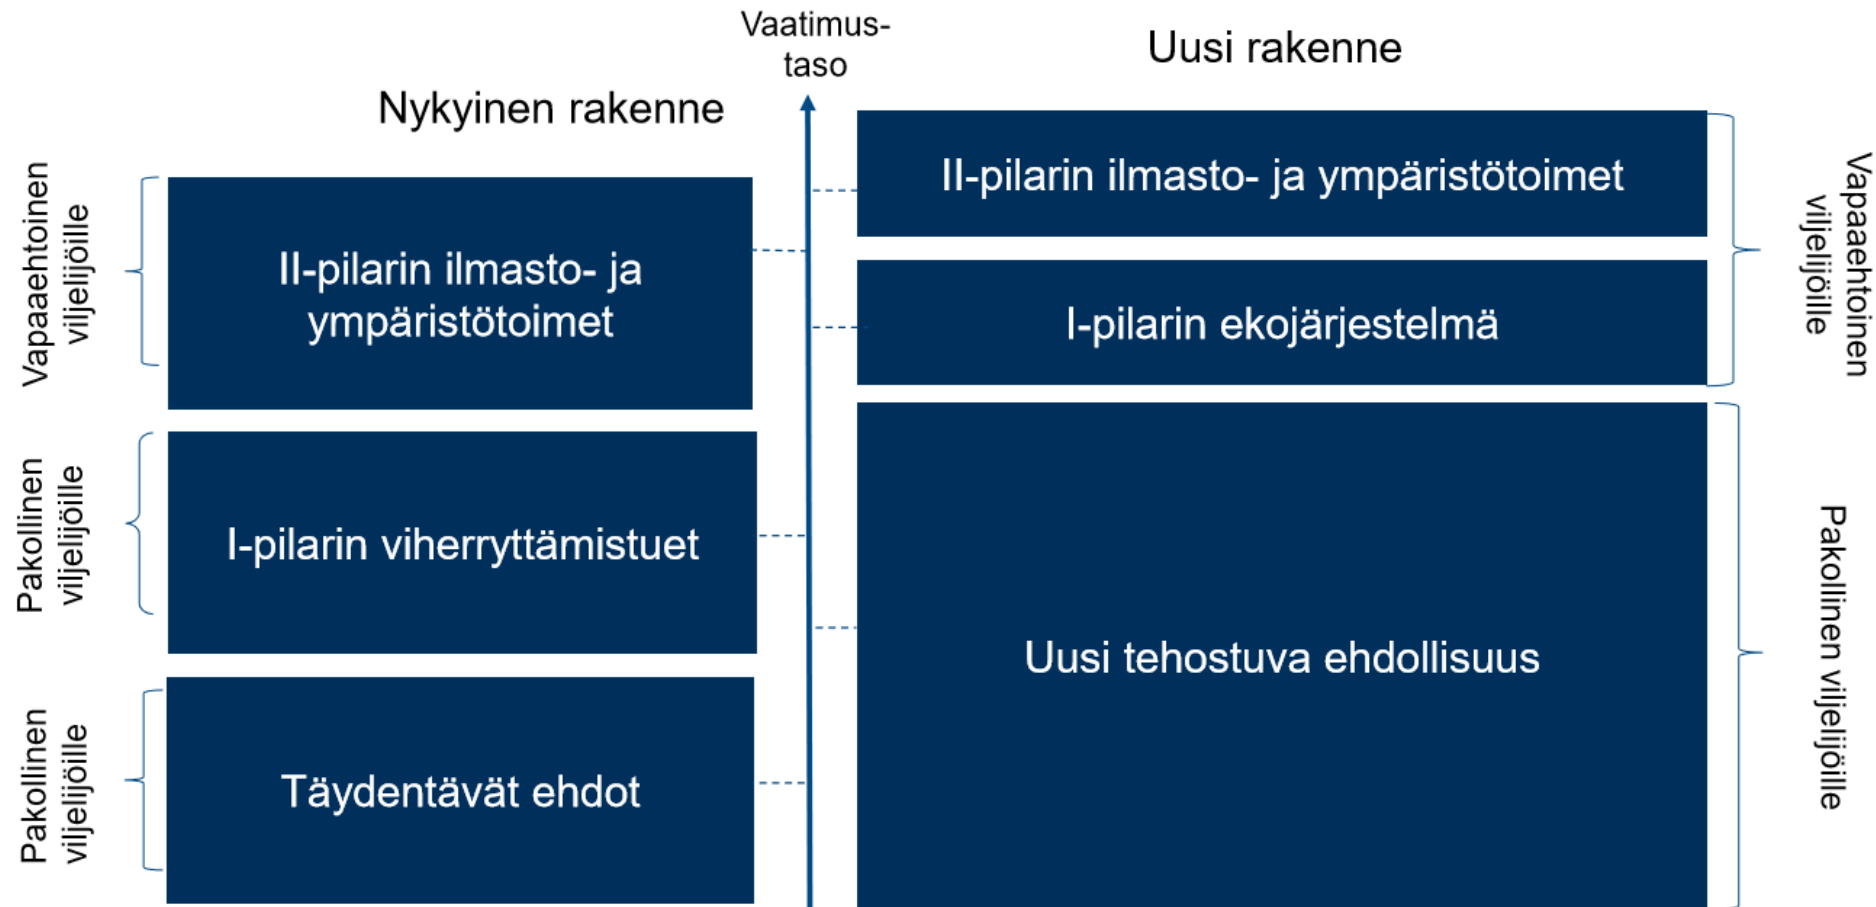 Vaatimus-
taso
Nykyinen rakenne
Uusi rakenne
Vapaaehtoinen
viljelijöille
II-pilarin ilmasto- ja
ympäristötoimet
Pakollinen
viljelijöille
I-pilarin viherryttämistuet
Pakollinen
viljelijöille
Täydentävät ehdot
II-pilarin ilmasto- ja ympäristötoimet
I-pilarin ekojärjestelmä
Vapaaehtoinen
viljelijöille
Uusi tehostuva ehdollisuus
Pakollinen viljelijöille